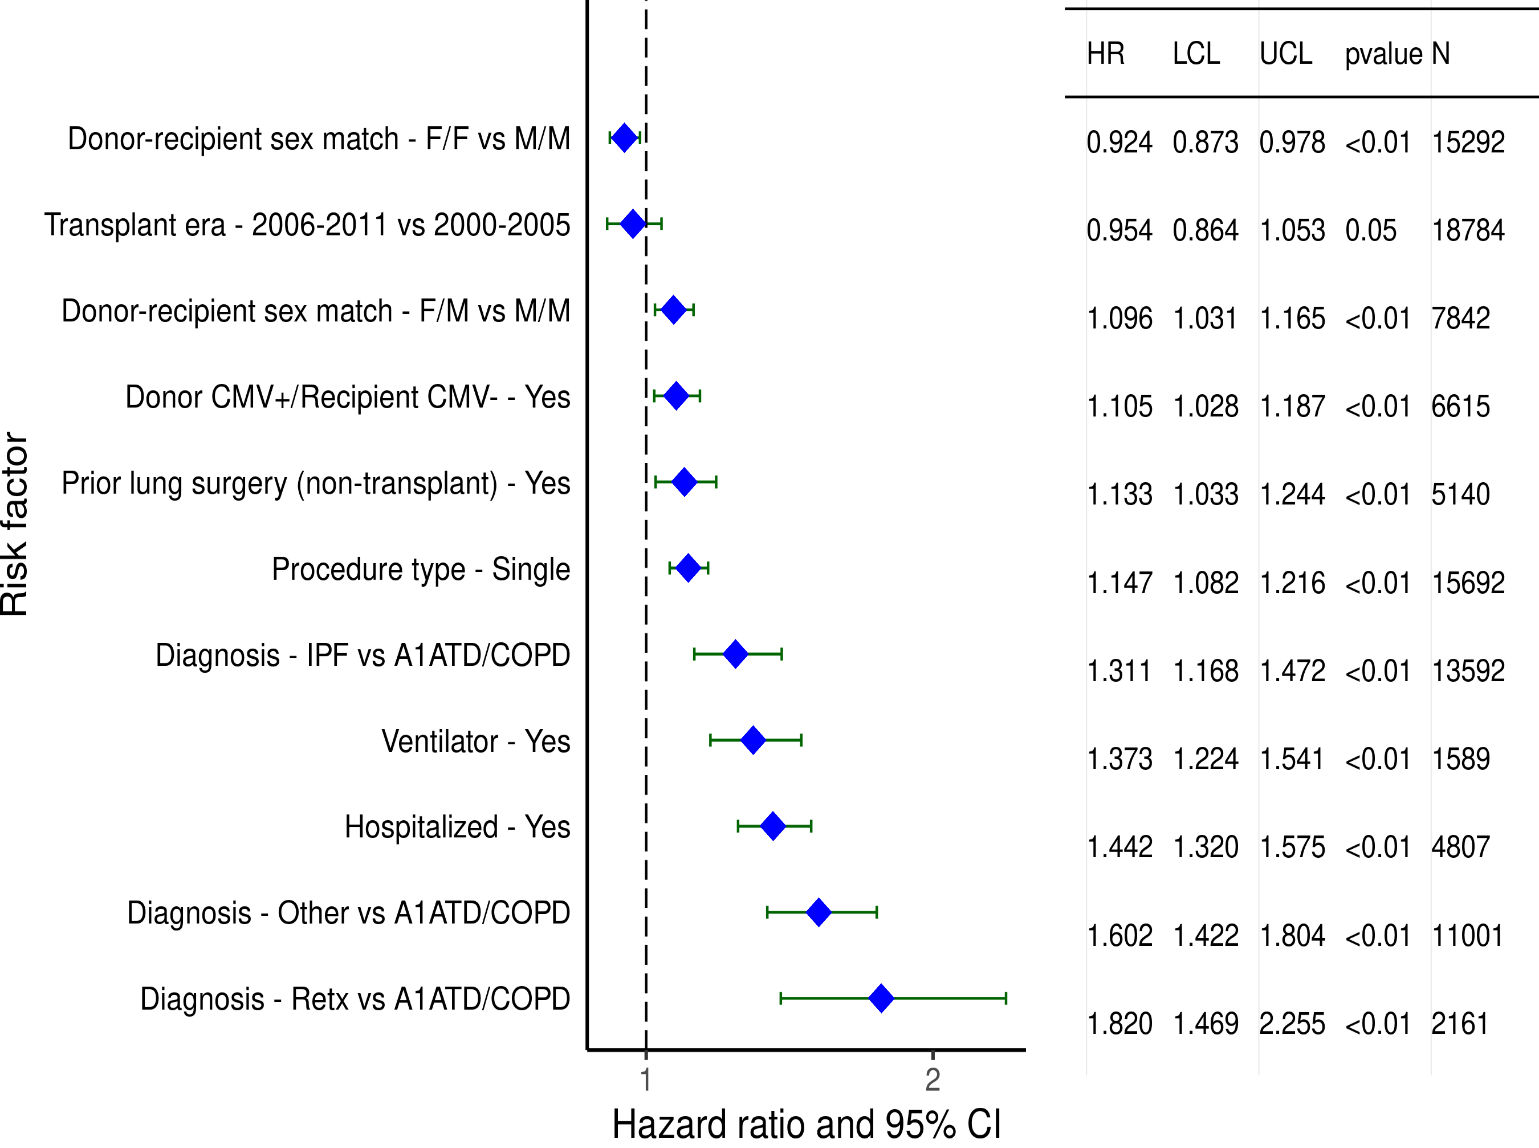 HR LCL UCL pvalue N
Donor-recipient sex match - F/F vs M/M 0.924 0.873 0.978 <0.01 15292
Transplant era - 2006-2011 vs 2000-2005 0.954 0.864 1.053 0.05 18784
Donor-recipient sex match - F/M vs M/M 1.096 1.031 1.165 <0.01 7842
Donor CMV+/Recipient CMV- - Yes 1.105 1.028 1.187 <0.01 6615
Prior lung surgery (non-transplant) - Yes 1.133 1.033 1.244 <0.01 5140
Procedure type - Single 1.147 1.082 1.216 <0.01 15692
Diagnosis - IPF vs A1ATD/COPD 1.311 1.168 1.472 <0.01 13592
Ventilator - Yes 1.373 1.224 1.541 <0.01 1589
Hospitalized - Yes 1.442 1.320 1.575 <0.01 4807
Diagnosis - Other vs A1ATD/COPD 1.602 1.422 1.804 <0.01 11001
Diagnosis - Retx vs A1ATD/COPD 1.820 1.469 2.255 <0.01 2161
Risk factor
1 2
Hazard ratio and 95% CI